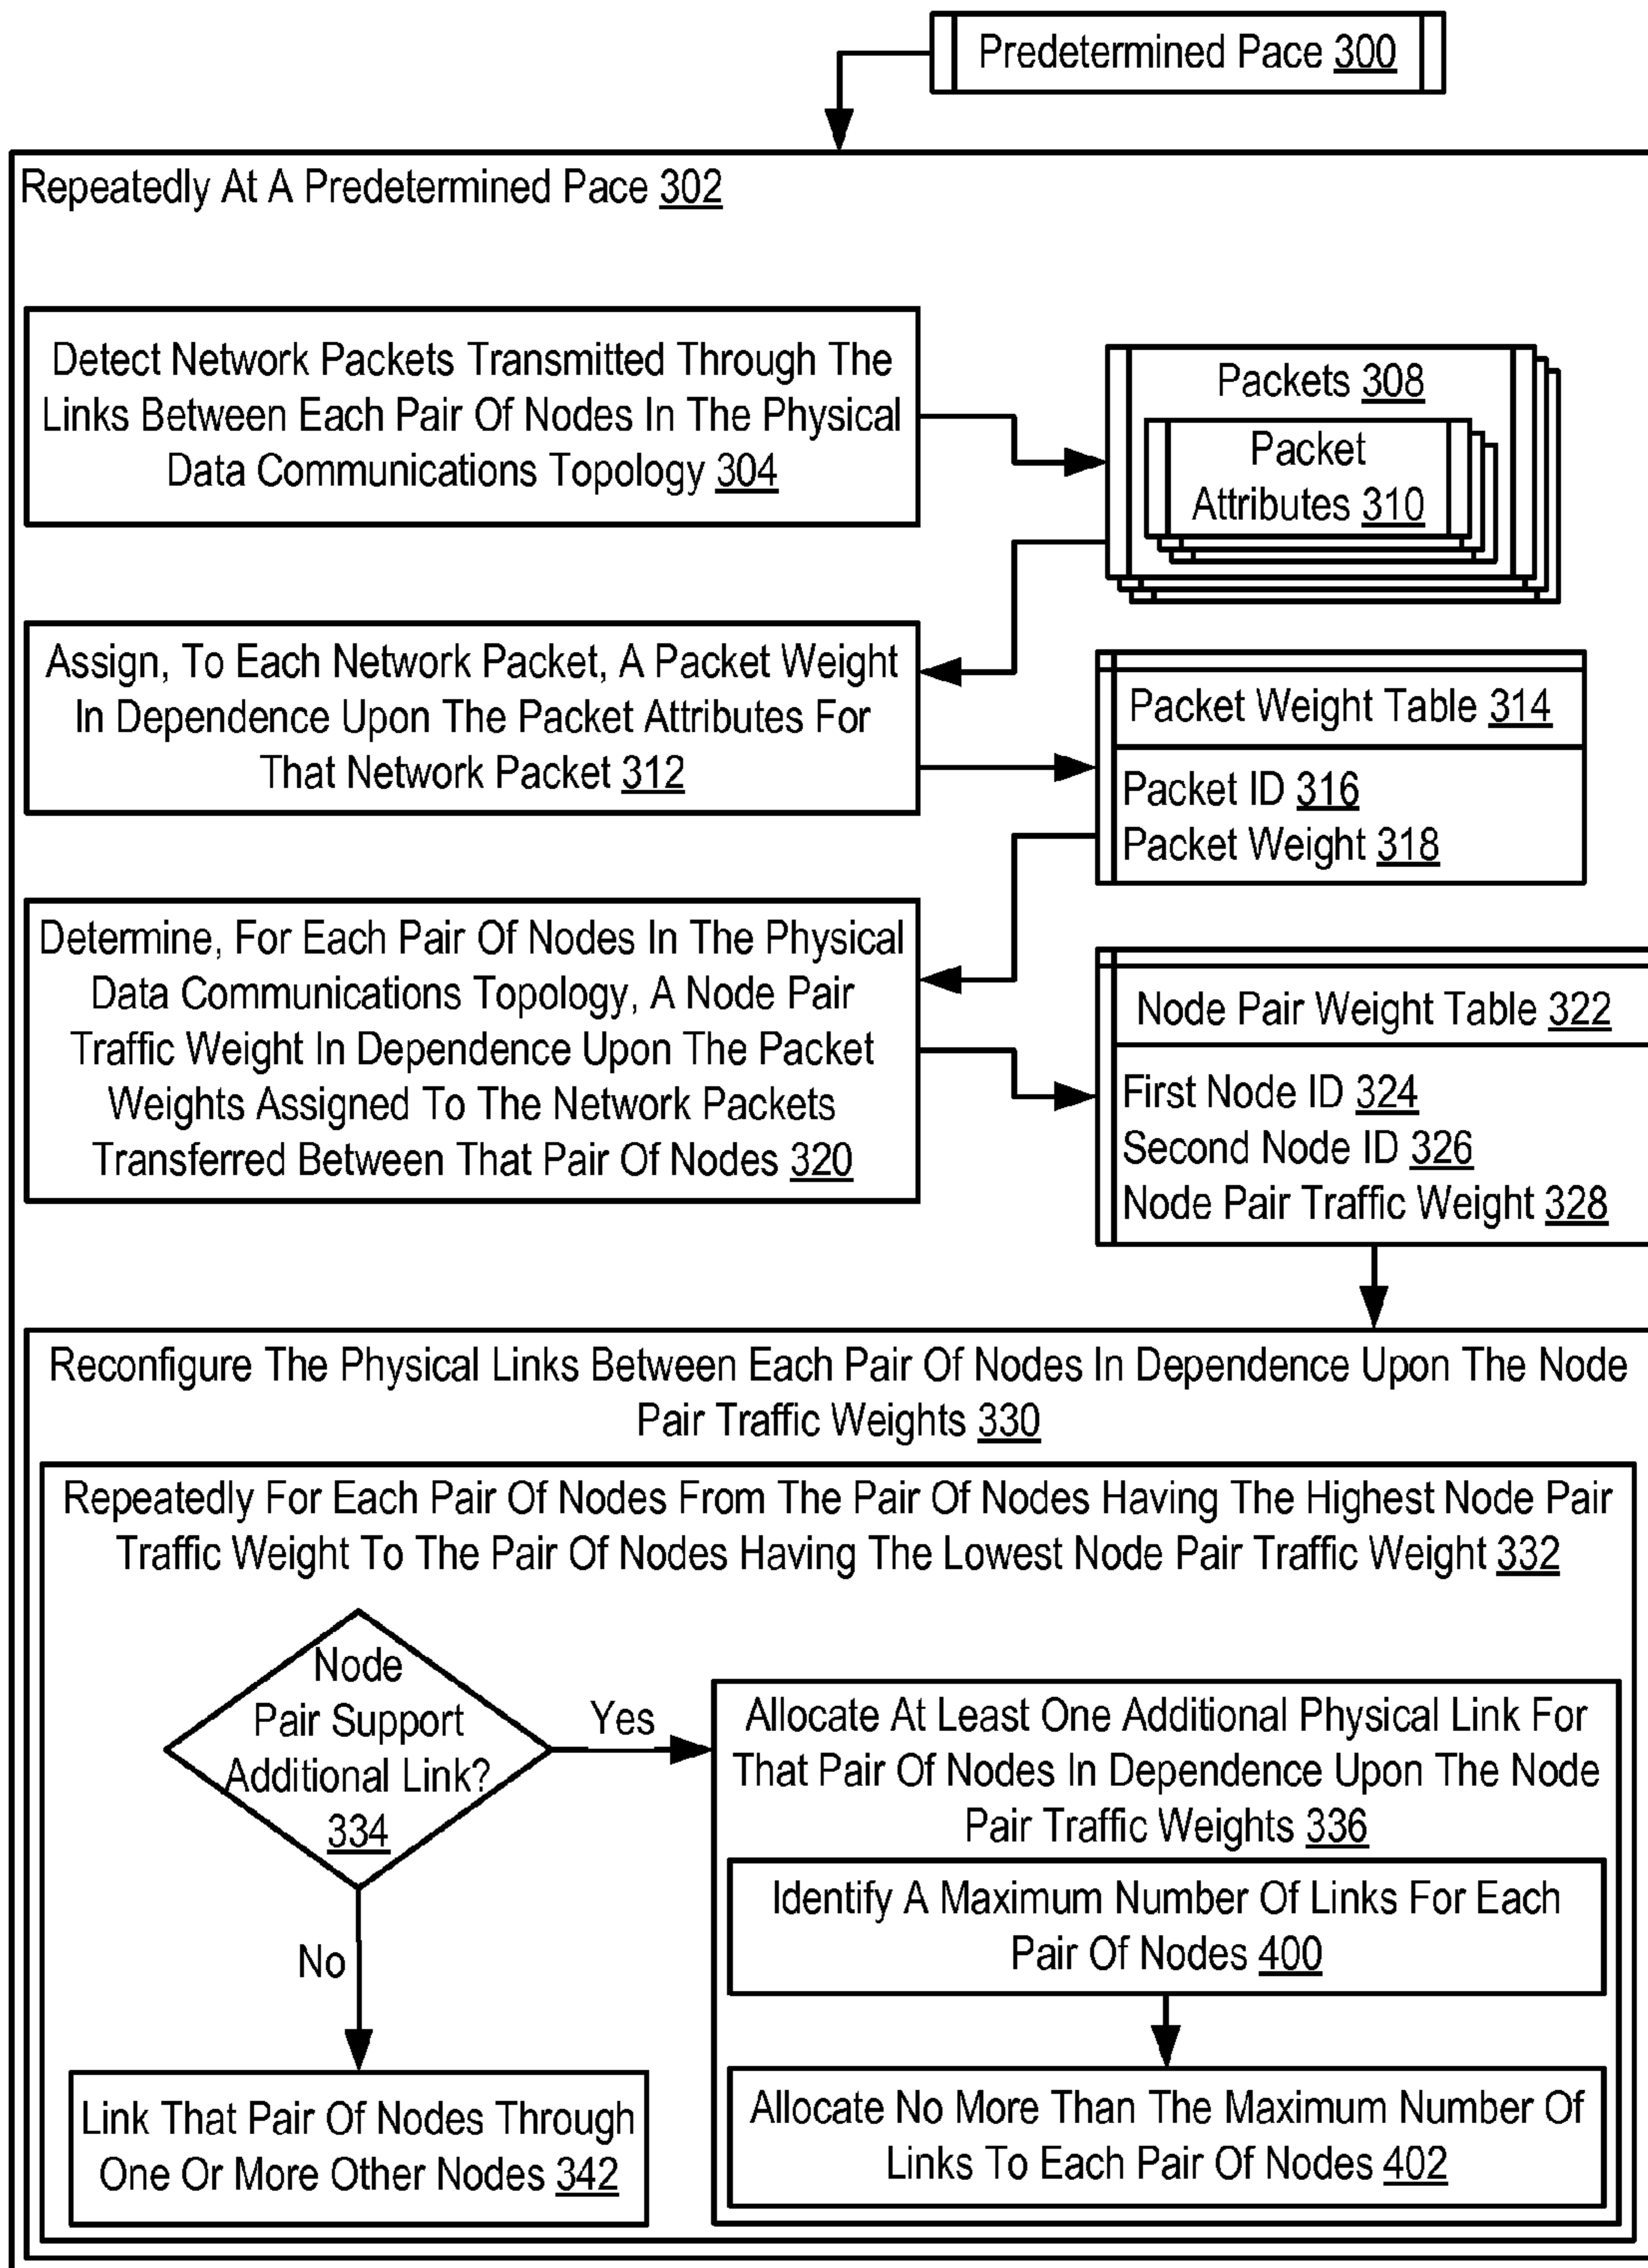 Predetermined Pace 300
Repeatedly At A Predetermined Pace 302
Detect Network Packets Transmitted Through The
Links Between Each Pair Of Nodes In The Physical
Data Communications Topology 304
Packets 308
Packet
Attributes 310
Assign, To Each Network Packet, A Packet Weight
In Dependence Upon The Packet Attributes For
That Network Packet 312
Packet Weight Table 314
Packet ID 316
Packet Weight 318
Determine, For Each Pair Of Nodes In The Physical
Data Communications Topology, A Node Pair
Traffic Weight In Dependence Upon The Packet
Weights Assigned To The Network Packets
Transferred Between That Pair Of Nodes 320
Node Pair Weight Table 322
First Node ID 324
Second Node ID 326
Node Pair Traffic Weight 328
Reconfigure The Physical Links Between Each Pair Of Nodes In Dependence Upon The Node
Pair Traffic Weights 330
Repeatedly For Each Pair Of Nodes From The Pair Of Nodes Having The Highest Node Pair
Traffic Weight To The Pair Of Nodes Having The Lowest Node Pair Traffic Weight 332
Node
Pair Support
Additional Link?
334
Yes
No
Allocate At Least One Additional Physical Link For
That Pair Of Nodes In Dependence Upon The Node
Pair Traffic Weights 336
Identify A Maximum Number Of Links For Each
Pair Of Nodes 400
Allocate No More Than The Maximum Number Of
Links To Each Pair Of Nodes 402
Link That Pair Of Nodes Through
One Or More Other Nodes 342